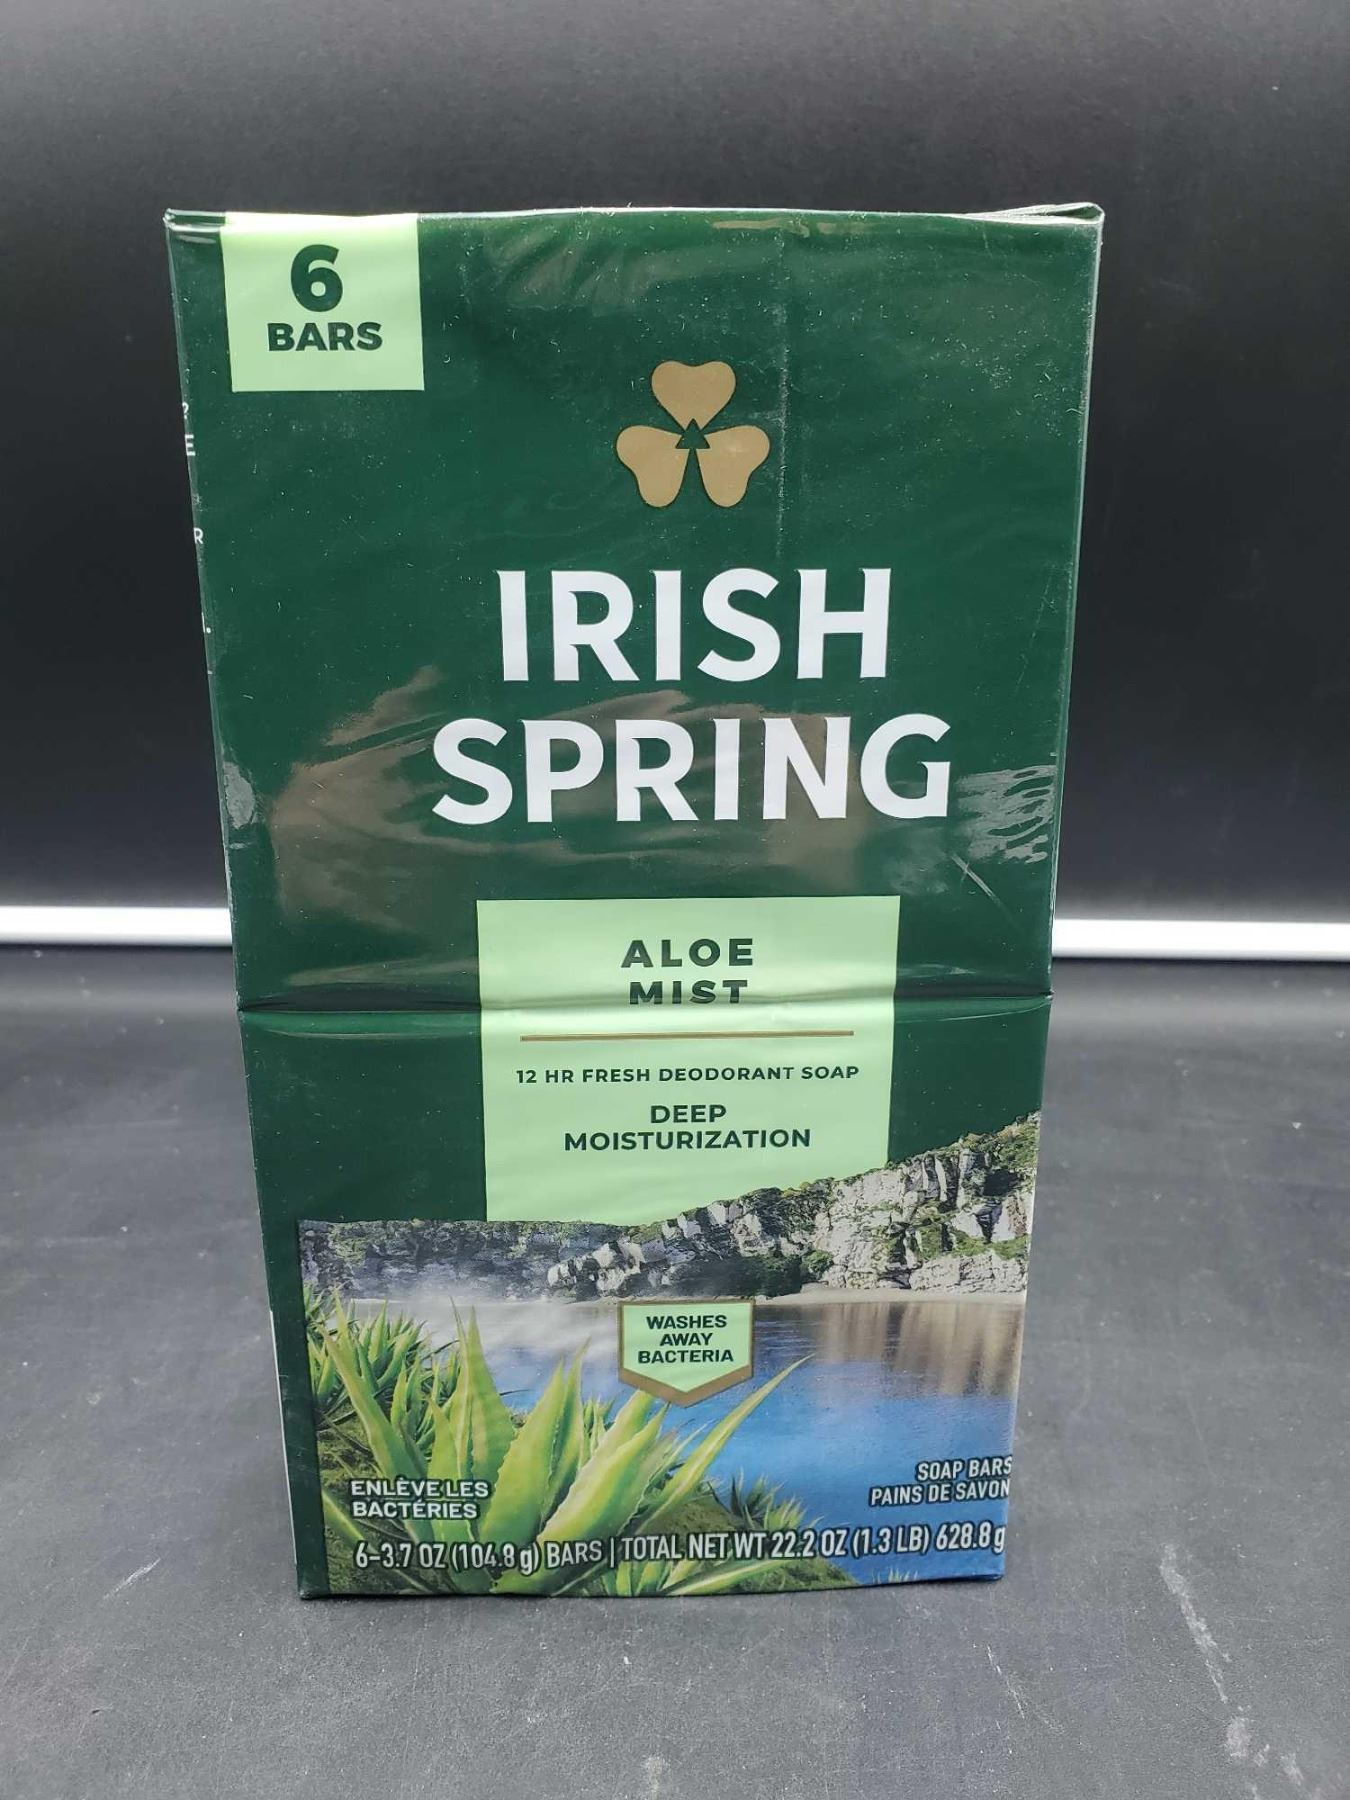 6
BARS
IRISH
SPRING
ALOE
MIST
12 HR FRESH DEODORANT SOAP
DEEP
MOISTURIZATION
WASHES
AWAY
BACTERIA
ENLÈVE LES
BACTÉRIES
SOAP BARS
PAINS DE SAVON
6-3.7 OZ (104.8 g) BARS | TOTAL NET WT 22.2 OZ (1.3 LB) 628.8 g